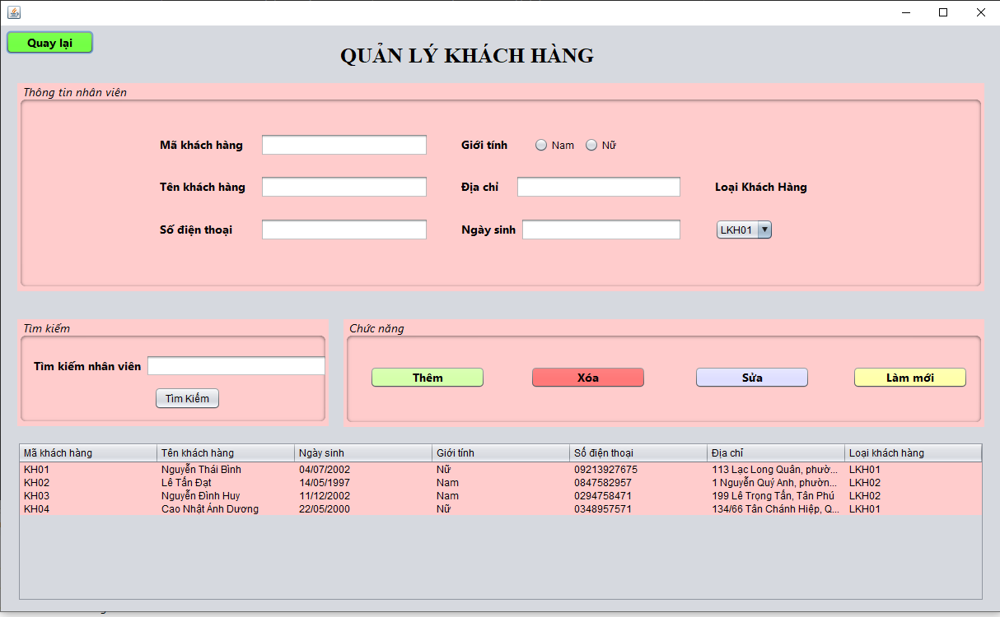 Quay lại
QUẢN LÝ KHÁCH HÀNG
Thông tin nhân viên
Mã khách hàng Giới tính Nam Nữ
Tên khách hàng Địa chỉ Loại Khách Hàng
Số điện thoại Ngày sinh LKH01
Tìm kiếm Chức năng
Tìm kiếm nhân viên Thêm Xóa Sửa Làm mới
Tìm Kiếm
Mã khách hàng Tên khách hàng Ngày sinh Giới tính Số điện thoại Địa chỉ Loại khách hàng
KH01 Nguyễn Thái Bình 04/07/2002 Nữ 09213927675 113 Lạc Long Quân, phườ... LKH01
KH02 Lê Tấn Đạt 14/05/1997 Nam 0847582957 1 Nguyễn Quý Anh, phườn... LKH02
KH03 Nguyễn Đình Huy 11/12/2002 Nam 0294758471 199 Lê Trọng Tấn, Tân Phú LKH02
KH04 Cao Nhật Ánh Dương 22/05/2000 Nữ 0348957571 134/66 Tân Chánh Hiệp, Q... LKH01